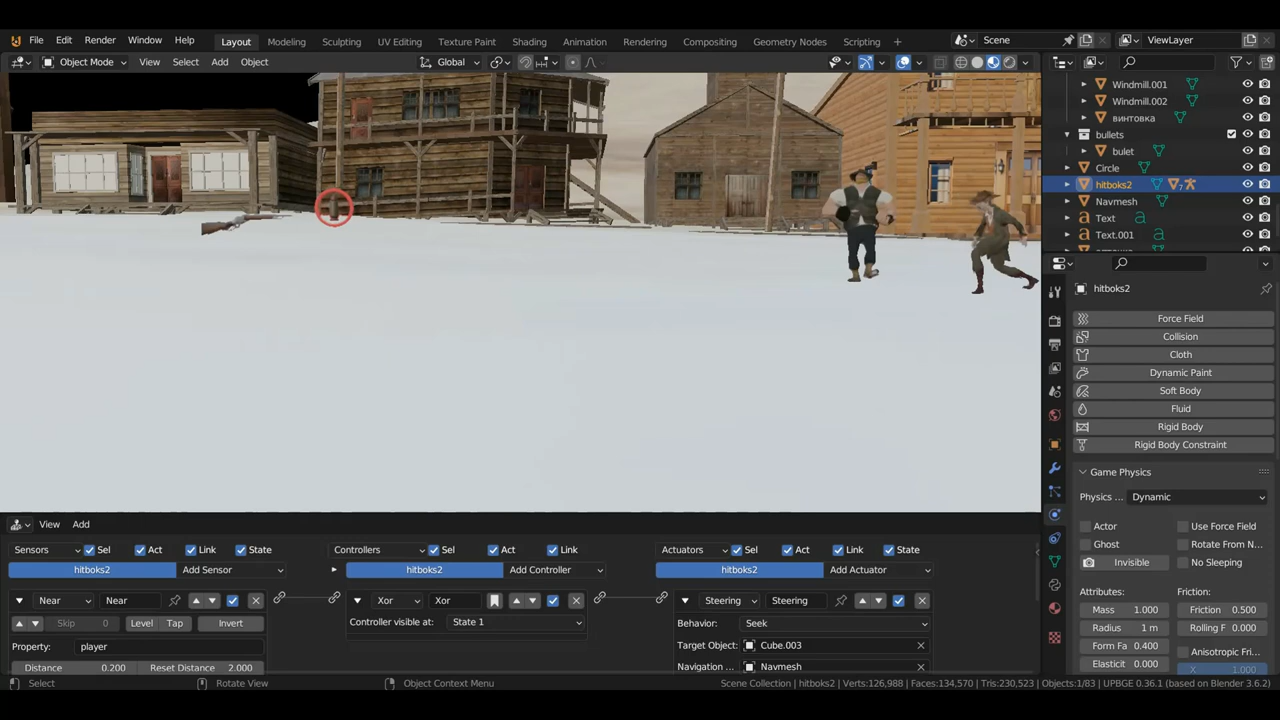 File Edit Render Window Help Layout Modeling Sculpting UV Editing Texture Paint Shading Animation Rendering Compositing Geometry Nodes Scripting + Scene ViewLayer
Object Mode View Select Add Object Global
Windmill.001
Windmill.002
винтовка
bullets
bulet
Circle
hitboks2
Navmesh
Text
Text.001
hitboks2
Force Field
Collision
Cloth
Dynamic Paint
Soft Body
Fluid
Rigid Body
Rigid Body Constraint
Game Physics
Physics ... Dynamic
Actor Use Force Field
Ghost Rotate From N...
Invisible No Sleeping
Attributes: Friction:
Mass 1.000 Friction 0.500
Radius 1 m Rolling F 0.000
Form Fa 0.400 Anisotropic Fri...
Elasticit 0.000 X 1.000
View Add
Sensors Sel Act Link State Controllers Sel Act Link Actuators Sel Act Link State
hitboks2 Add Sensor hitboks2 Add Controller hitboks2 Add Actuator
Near Near Xor Xor Steering Steering
Skip 0 Level Tap Invert Controller visible at: State 1 Behavior: Seek
Property: player Target Object: Cube.003
Distance 0.200 Reset Distance 2.000 Navigation ... Navmesh
Select Rotate View Object Context Menu Scene Collection | hitboks2 | Verts:126,988 | Faces:134,570 | Tris:230,523 | Objects:1/83 | UPBGE 0.36.1 (based on Blender 3.6.2)